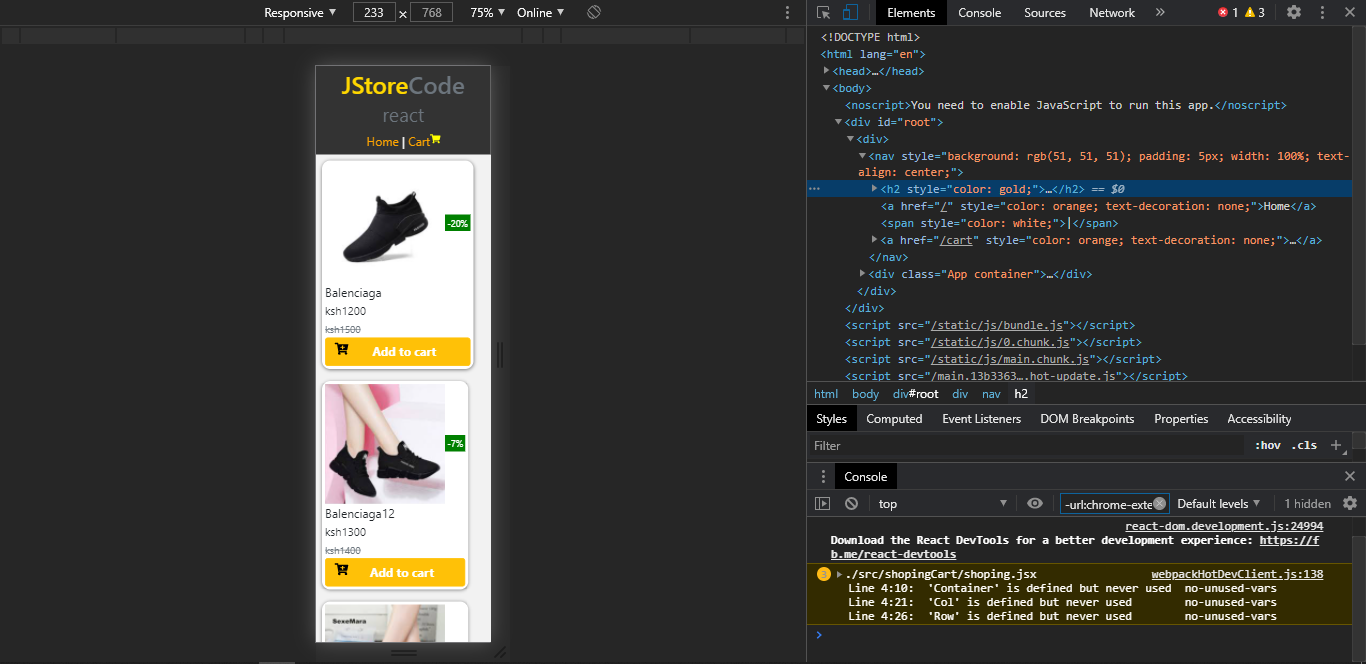 Responsive ▼ 233 × 768 75% ▼ Online ▼
JStoreCode
react
Home | Cart
-20%
Balenciaga
ksh1200
ksh1500
Add to cart
-7%
Balenciaga12
ksh1300
ksh1400
Add to cart
SexeMara
Elements Console Sources Network » 1 3
<!DOCTYPE html>
<html lang="en">
<head>…</head>
<body>
<noscript>You need to enable JavaScript to run this app.</noscript>
<div id="root">
<div>
<nav style="background: rgb(51, 51, 51); padding: 5px; width: 100%; text-
align: center;">
… <h2 style="color: gold;">…</h2> == $0
<a href="/" style="color: orange; text-decoration: none;">Home</a>
<span style="color: white;">|</span>
<a href="/cart" style="color: orange; text-decoration: none;">…</a>
</nav>
<div class="App container">…</div>
</div>
</div>
<script src="/static/js/bundle.js"></script>
<script src="/static/js/0.chunk.js"></script>
<script src="/static/js/main.chunk.js"></script>
<script src="/main.13b3363….hot-update.js"></script>
html body div#root div nav h2
Styles Computed Event Listeners DOM Breakpoints Properties Accessibility
Filter :hov .cls +
Console
top ▼ -url:chrome-exte Default levels ▼ 1 hidden
react-dom.development.js:24994
Download the React DevTools for a better development experience: https://f
b.me/react-devtools
3 ./src/shopingCart/shoping.jsx webpackHotDevClient.js:138
Line 4:10: 'Container' is defined but never used no-unused-vars
Line 4:21: 'Col' is defined but never used no-unused-vars
Line 4:26: 'Row' is defined but never used no-unused-vars
>